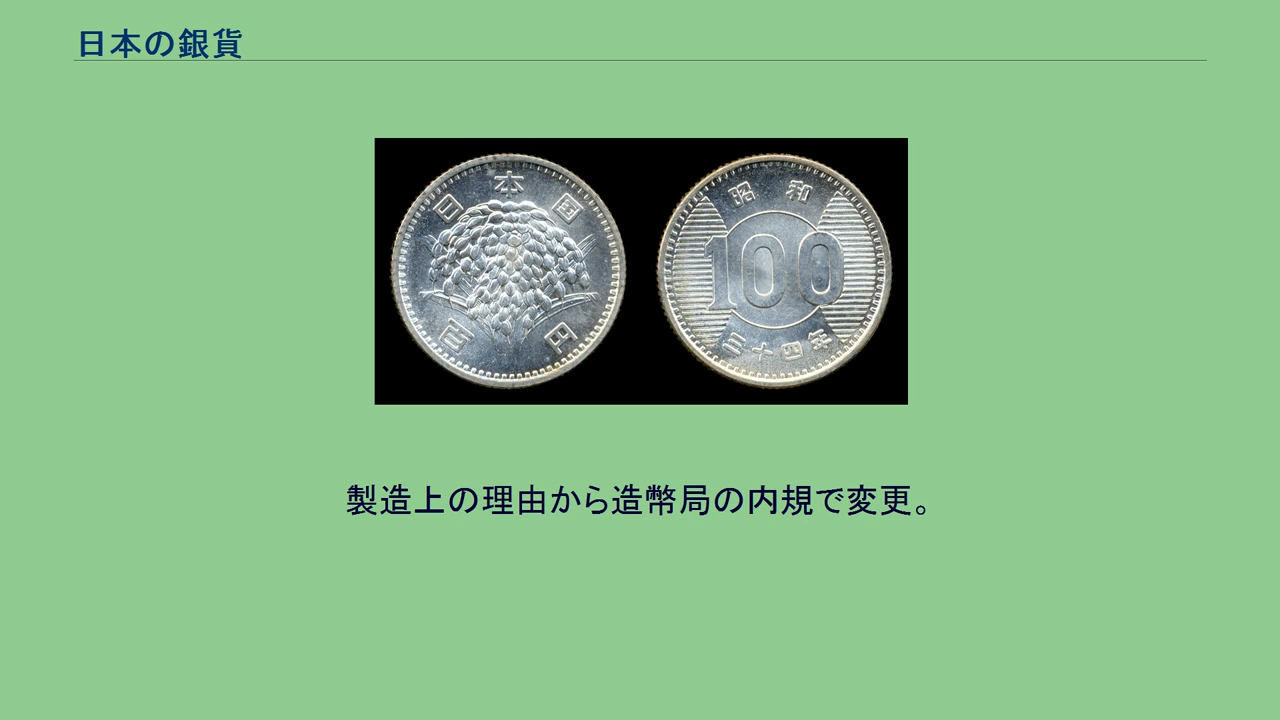 日本の銀貨
日本国
百円
昭和
100
三十四年
製造上の理由から造幣局の内規で変更。